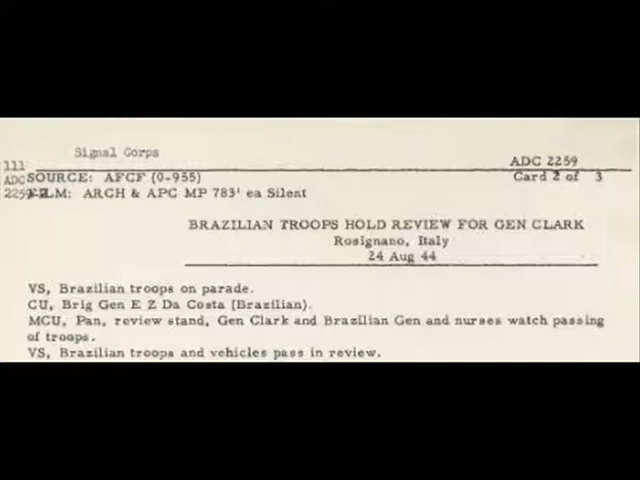 Signal Corps
111
ADC 2259
ADC SOURCE: AFCF (0-955)
Card 2 of 3
2259 FILM: ARCH & APC MP 783' ea Silent
BRAZILIAN TROOPS HOLD REVIEW FOR GEN CLARK
Rosignano, Italy
24 Aug 44
VS, Brazilian troops on parade.
CU, Brig Gen E Z Da Costa (Brazilian).
MCU, Pan, review stand, Gen Clark and Brazilian Gen and nurses watch passing
of troops.
VS, Brazilian troops and vehicles pass in review.